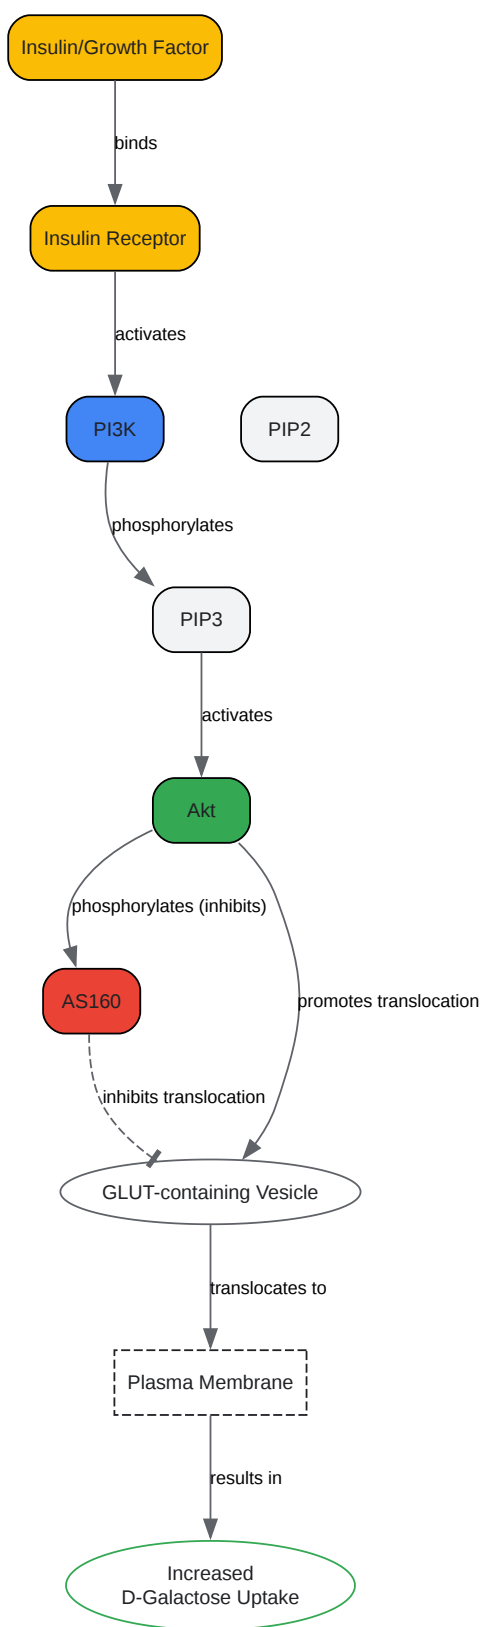 Insulin/Growth Factor
binds
Insulin Receptor
activates
PI3K
PIP2
phosphorylates
PIP3
activates
Akt
phosphorylates (inhibits)
AS160
promotes translocation
inhibits translocation
GLUT-containing Vesicle
translocates to
Plasma Membrane
results in
Increased
D-Galactose Uptake